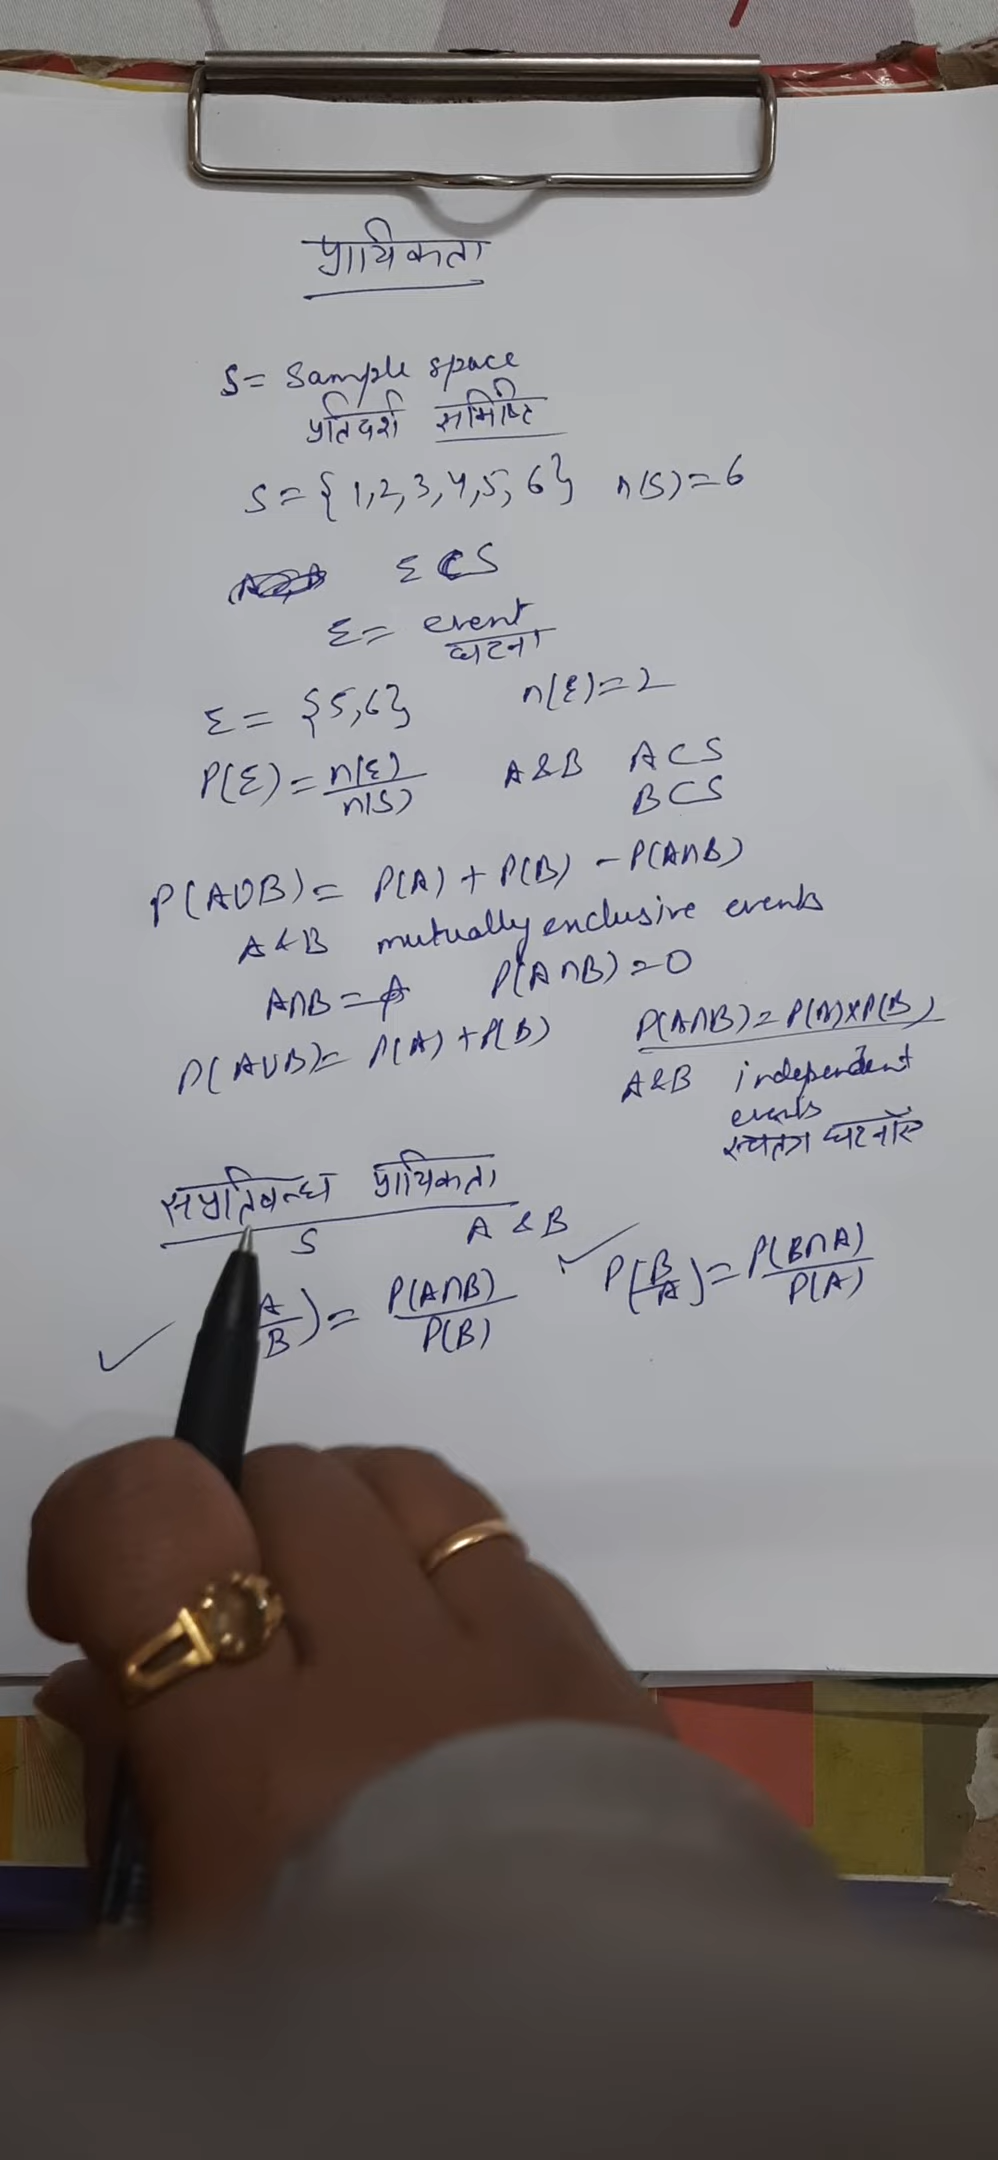 प्रायिकता
S = Sample space
प्रतिदर्श समिष्टि
S = {1,2,3,4,5,6} n(S) = 6
E ⊂ S
E = event
घटना
E = {5,6} n(E) = 2
P(E) = n(E)/n(S) A & B A ⊂ S
B ⊂ S
P(A∪B) = P(A) + P(B) - P(A∩B)
A & B mutually exclusive events
A∩B = ϕ P(A∩B) = 0
P(A∪B) = P(A) + P(B) P(A∩B) = P(A)×P(B)
A & B independent
events
स्वतंत्र घटनाएँ
सप्रतिबन्ध प्रायिकता
S A & B
A/B) = P(A∩B)/P(B) ✓ P(B/A) = P(B∩A)/P(A)
✓